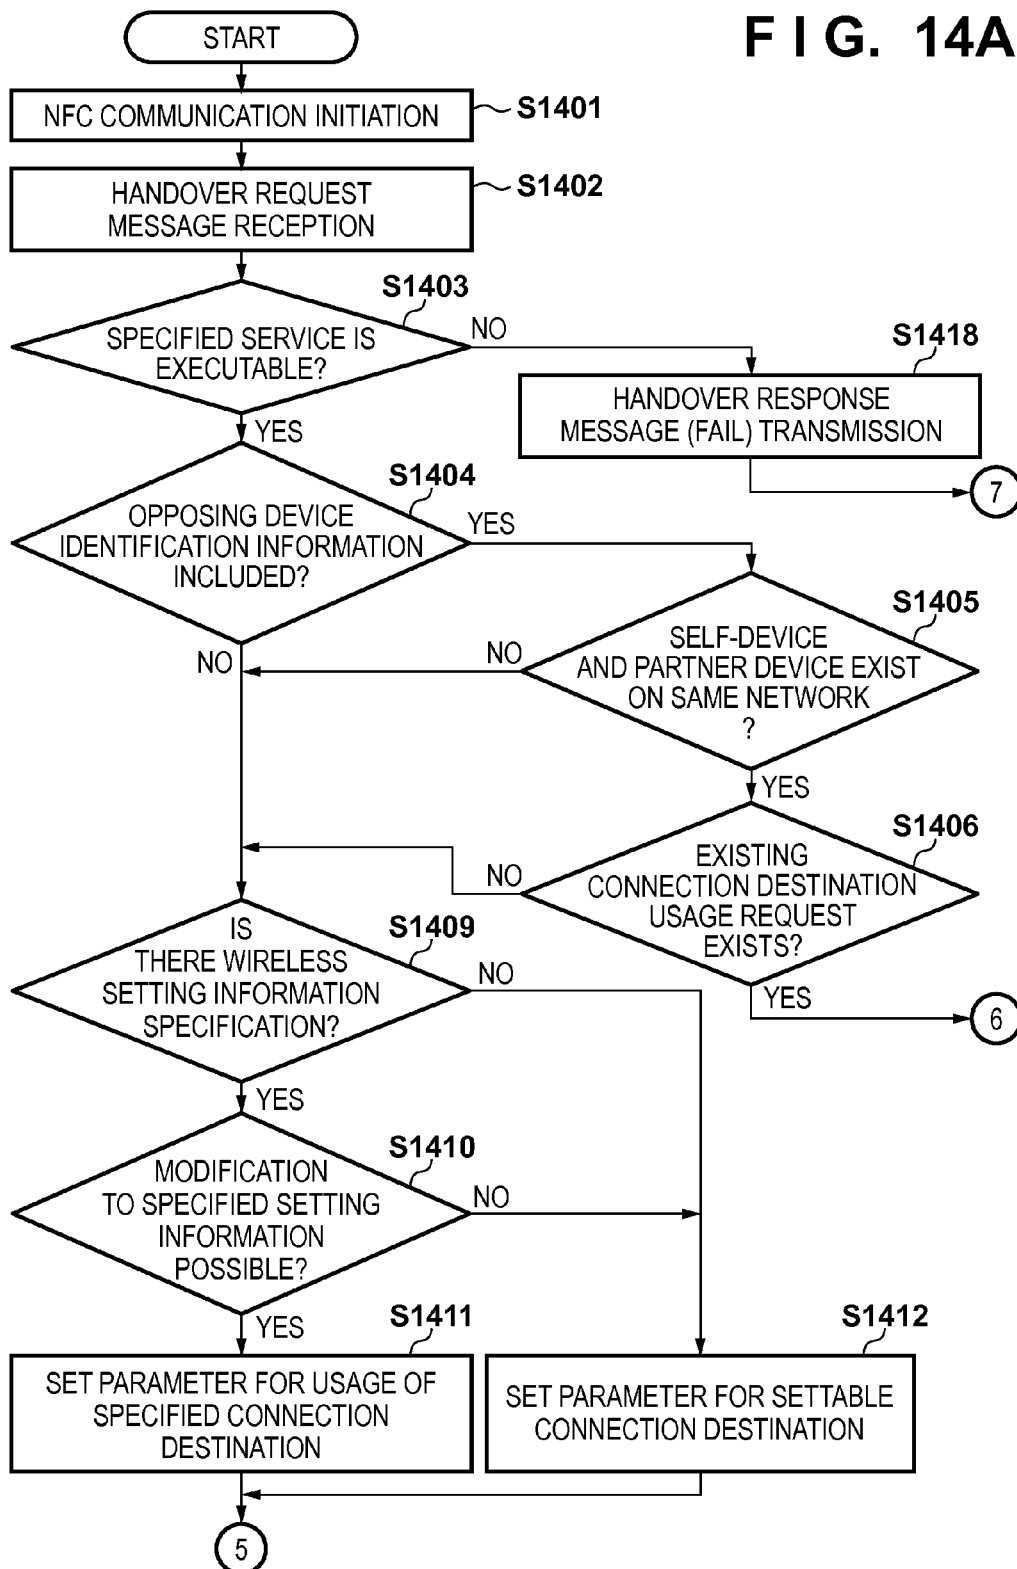 FIG. 14A
START
NFC COMMUNICATION INITIATION
S1401
HANDOVER REQUEST
MESSAGE RECEPTION
S1402
S1403
SPECIFIED SERVICE IS
EXECUTABLE?
NO
YES
S1418
HANDOVER RESPONSE
MESSAGE (FAIL) TRANSMISSION
7
S1404
OPPOSING DEVICE
IDENTIFICATION INFORMATION
INCLUDED?
YES
NO
S1405
SELF-DEVICE
AND PARTNER DEVICE EXIST
ON SAME NETWORK
?
NO
YES
S1406
EXISTING
CONNECTION DESTINATION
USAGE REQUEST
EXISTS?
NO
YES
6
S1409
IS
THERE WIRELESS
SETTING INFORMATION
SPECIFICATION?
NO
YES
S1410
MODIFICATION
TO SPECIFIED SETTING
INFORMATION
POSSIBLE?
NO
YES
S1411
SET PARAMETER FOR USAGE OF
SPECIFIED CONNECTION
DESTINATION
S1412
SET PARAMETER FOR SETTABLE
CONNECTION DESTINATION
5